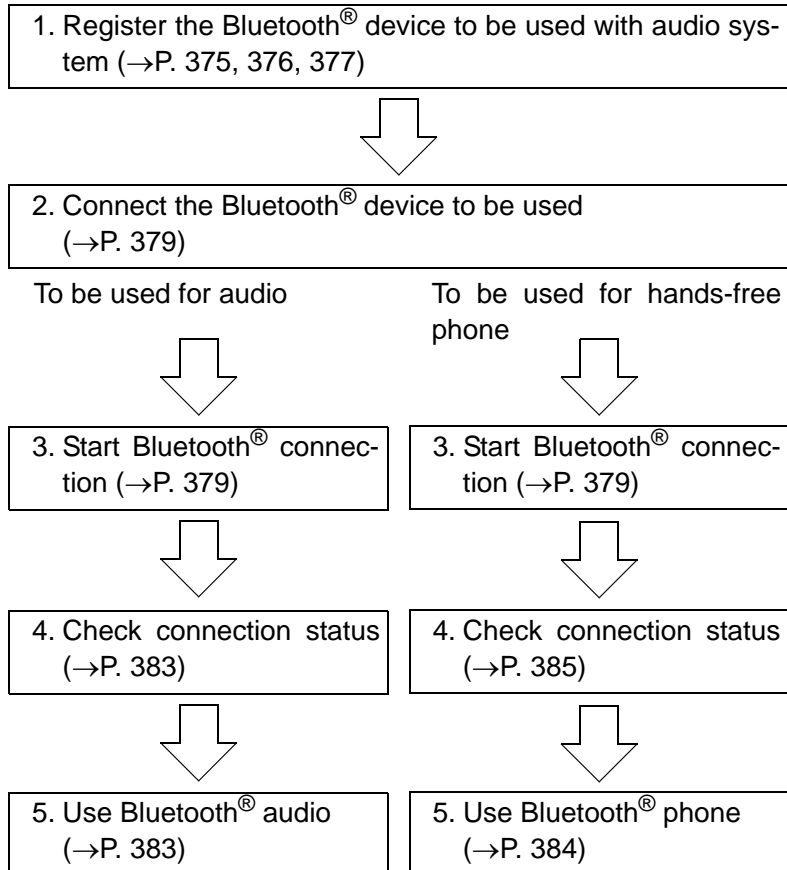 1. Register the Bluetooth® device to be used with audio sys-
tem (→P. 375, 376, 377)
2. Connect the Bluetooth® device to be used
(→P. 379)
To be used for audio
To be used for hands-free
phone
3. Start Bluetooth® connec-
tion (→P. 379)
3. Start Bluetooth® connec-
tion (→P. 379)
4. Check connection status
(→P. 383)
4. Check connection status
(→P. 385)
5. Use Bluetooth® audio
(→P. 383)
5. Use Bluetooth® phone
(→P. 384)